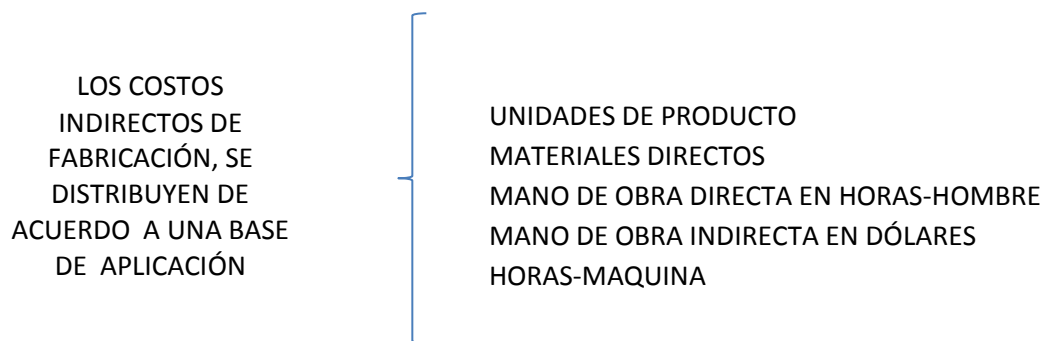 LOS COSTOS
INDIRECTOS DE
FABRICACIÓN, SE
DISTRIBUYEN DE
ACUERDO A UNA BASE
DE APLICACIÓN
UNIDADES DE PRODUCTO
MATERIALES DIRECTOS
MANO DE OBRA DIRECTA EN HORAS-HOMBRE
MANO DE OBRA INDIRECTA EN DÓLARES
HORAS-MAQUINA